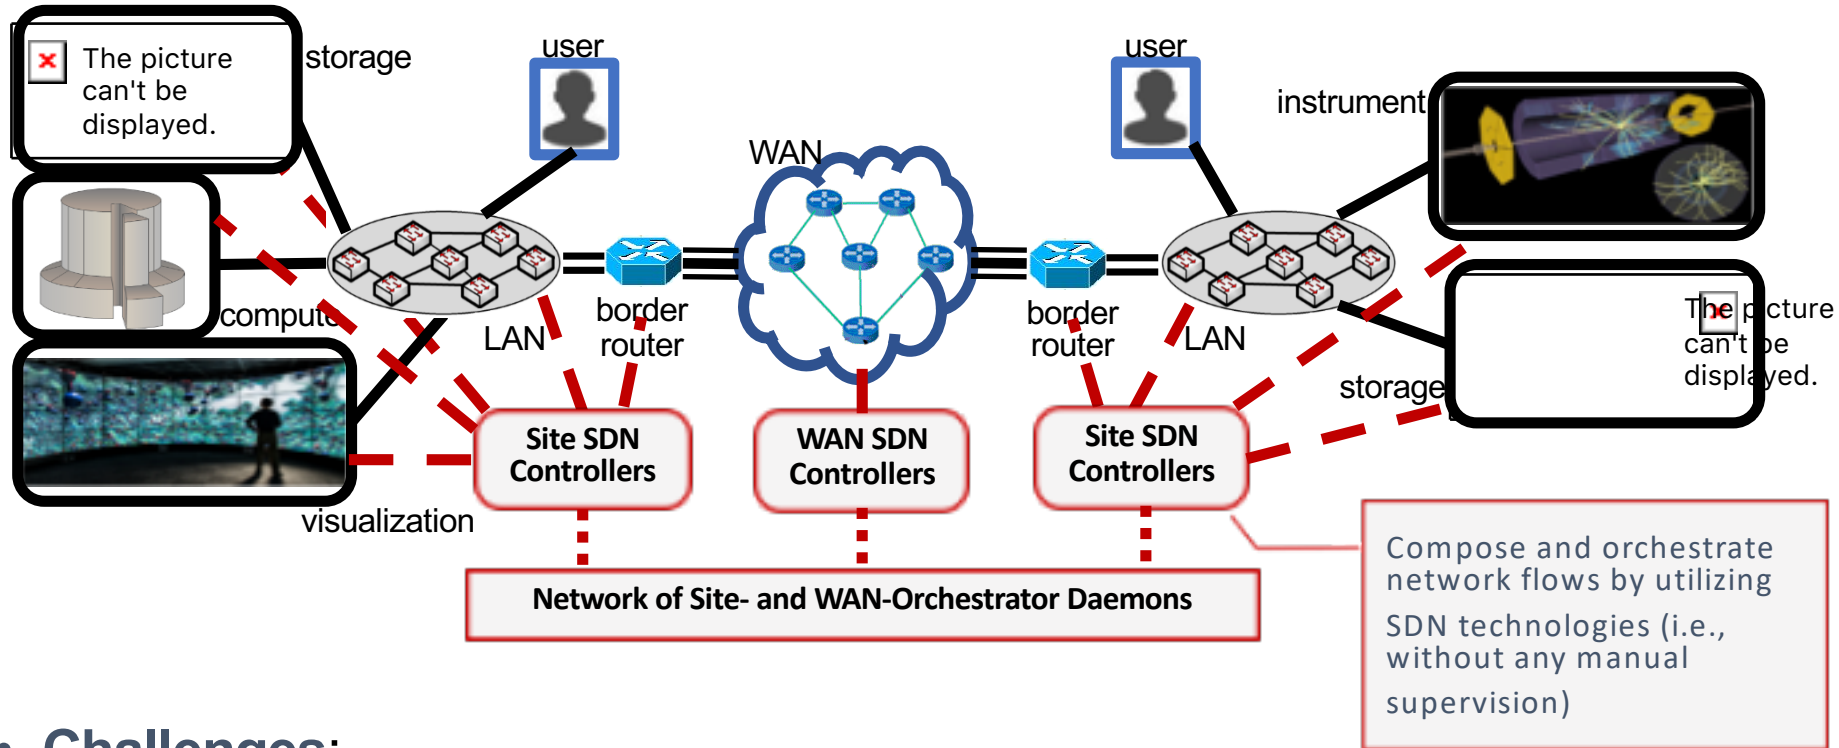 The picture
can't be
displayed.
storage
user
user
instrument
WAN
compute
LAN
border
router
border
router
LAN
The picture
can't be
displayed.
storage
Site SDN
Controllers
WAN SDN
Controllers
Site SDN
Controllers
visualization
Network of Site- and WAN-Orchestrator Daemons
Compose and orchestrate
network flows by utilizing
SDN technologies (i.e.,
without any manual
supervision)
• Challenges: